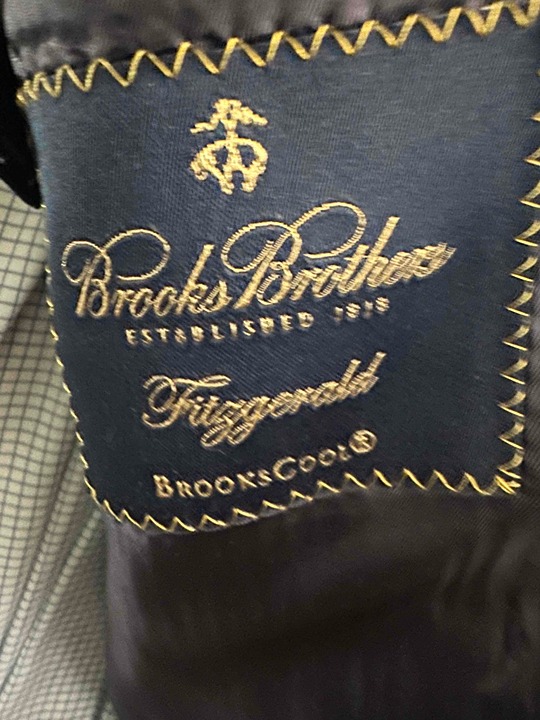 Brooks Brothers
ESTABLISHED 1818
Fitzgerald
BROOKSCOOL®